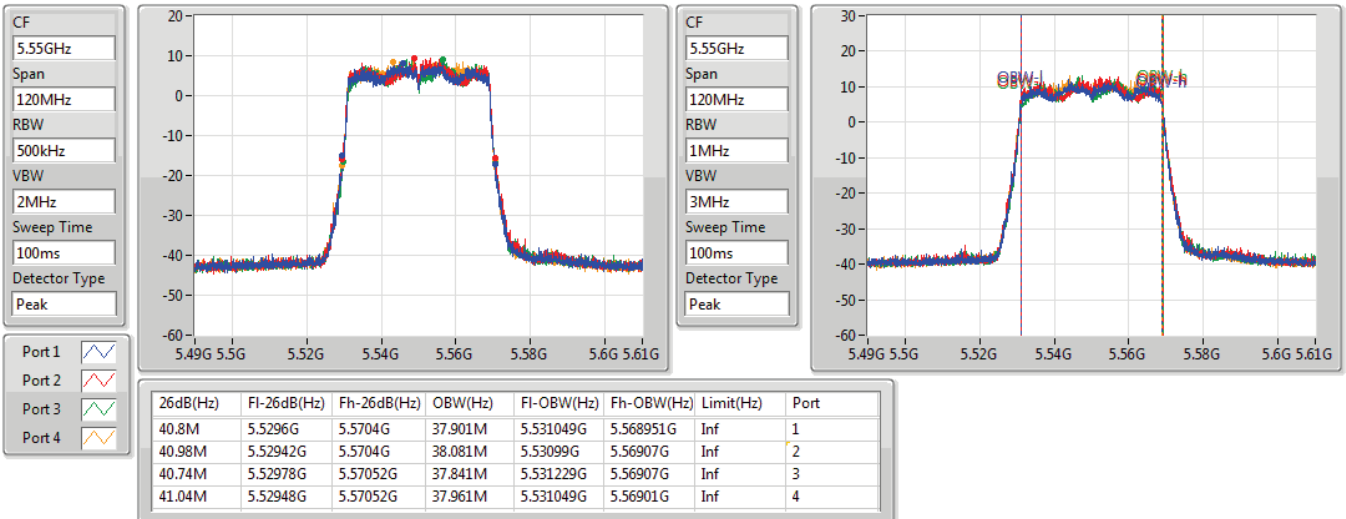 CF
5.55GHz
Span
120MHz
RBW
500kHz
VBW
2MHz
Sweep Time
100ms
Detector Type
Peak
20
10
0
-10
-20
-30
-40
-50
-60
5.49G 5.5G 5.52G 5.54G 5.56G 5.58G 5.6G 5.61G
CF
5.55GHz
Span
120MHz
RBW
1MHz
VBW
3MHz
Sweep Time
100ms
Detector Type
Peak
30
20
10
0
-10
-20
-30
-40
-50
-60
OBW-l OBW-h
5.49G 5.5G 5.52G 5.54G 5.56G 5.58G 5.6G 5.61G
Port 1
Port 2
Port 3
Port 4
26dB(Hz) Fl-26dB(Hz) Fh-26dB(Hz) OBW(Hz) Fl-OBW(Hz) Fh-OBW(Hz) Limit(Hz) Port
40.8M 5.5296G 5.5704G 37.901M 5.531049G 5.568951G Inf 1
40.98M 5.52942G 5.5704G 38.081M 5.53099G 5.56907G Inf 2
40.74M 5.52978G 5.57052G 37.841M 5.531229G 5.56907G Inf 3
41.04M 5.52948G 5.57052G 37.961M 5.531049G 5.56901G Inf 4